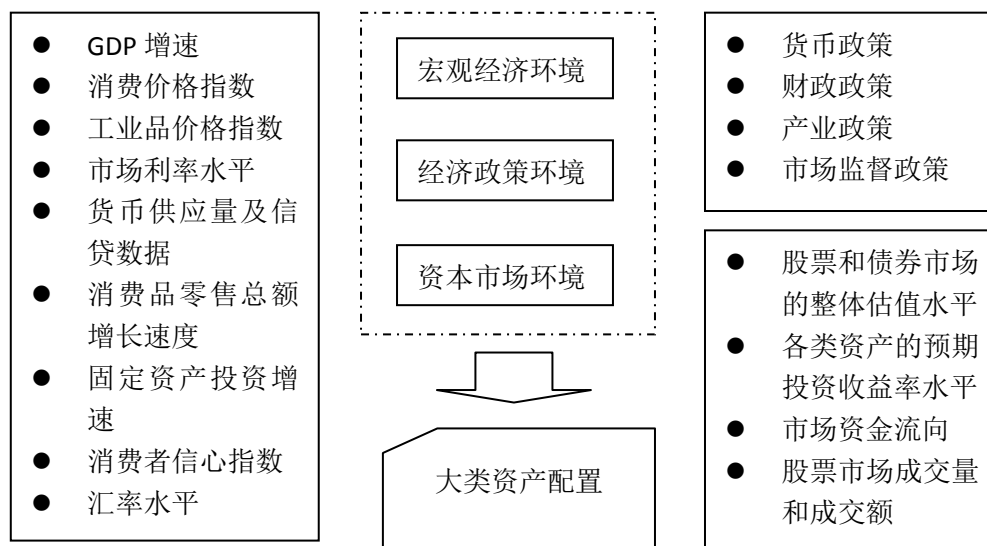 ● GDP 增速
● 消费价格指数
● 工业品价格指数
● 市场利率水平
● 货币供应量及信
贷数据
● 消费品零售总额
增长速度
● 固定资产投资增
速
● 消费者信心指数
● 汇率水平
宏观经济环境
经济政策环境
资本市场环境
大类资产配置
● 货币政策
● 财政政策
● 产业政策
● 市场监督政策
● 股票和债券市场
的整体估值水平
● 各类资产的预期
投资收益率水平
● 市场资金流向
● 股票市场成交量
和成交额